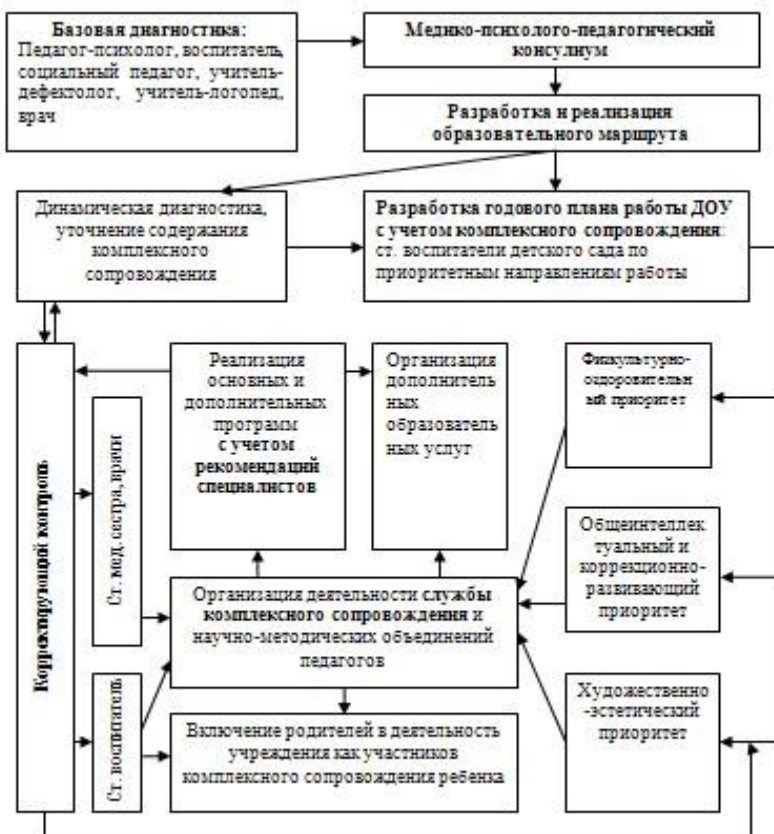 Базовая диагностика:
Педагог-психолог, воспитатель,
социальный педагог, учитель-
дефектолог, учитель-логопед,
врач
Медико-психолого-педагогический
консулиум
Разработка и реализация
образовательного маршрута
Динамическая диагностика,
уточнение содержания
комплексного
сопровождения
Разработка годового плана работы ДОУ
с учетом комплексного сопровождения:
ст. воспитатели детского сада по
приоритетным направлениям работы
Корректирующий контроль
Ст. мед. сестра, врачи
Ст. воспитатель
Реализация
основных и
дополнительных
программ
с учетом
рекомендаций
специалистов
Организация
дополнитель
ных
образователь
ных услуг
Физкультурно-
оздоровительн
ый приоритет
Общеинтеллек
туальный и
коррекционно-
развивающий
приоритет
Организация деятельности службы
комплексного сопровождения и
научно-методических объединений
педагогов
Художественно
-эстетический
приоритет
Включение родителей в деятельность
учреждения как участников
комплексного сопровождения ребенка